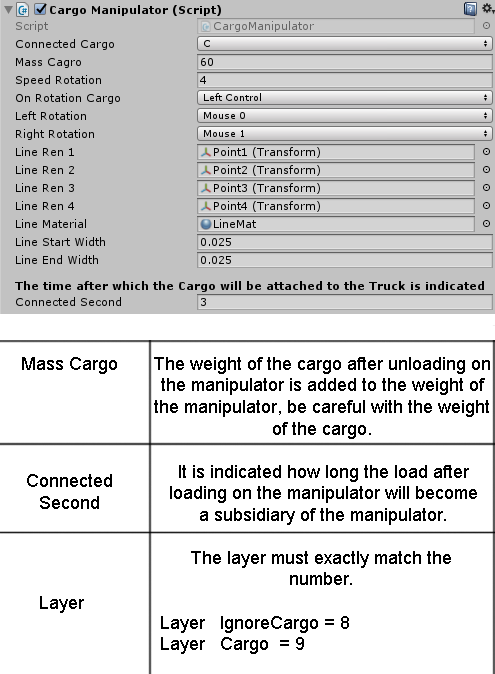 Cargo Manipulator (Script)
Script CargoManipulator
Connected Cargo C
Mass Cagro 60
Speed Rotation 4
On Rotation Cargo Left Control
Left Rotation Mouse 0
Right Rotation Mouse 1
Line Ren 1 Point1 (Transform)
Line Ren 2 Point2 (Transform)
Line Ren 3 Point3 (Transform)
Line Ren 4 Point4 (Transform)
Line Material LineMat
Line Start Width 0.025
Line End Width 0.025
The time after which the Cargo will be attached to the Truck is indicated
Connected Second 3
Mass Cargo
The weight of the cargo after unloading on
the manipulator is added to the weight of
the manipulator, be careful with the weight
of the cargo.
Connected
Second
It is indicated how long the load after
loading on the manipulator will become
a subsidiary of the manipulator.
Layer
The layer must exactly match the
number.
Layer IgnoreCargo = 8
Layer Cargo = 9